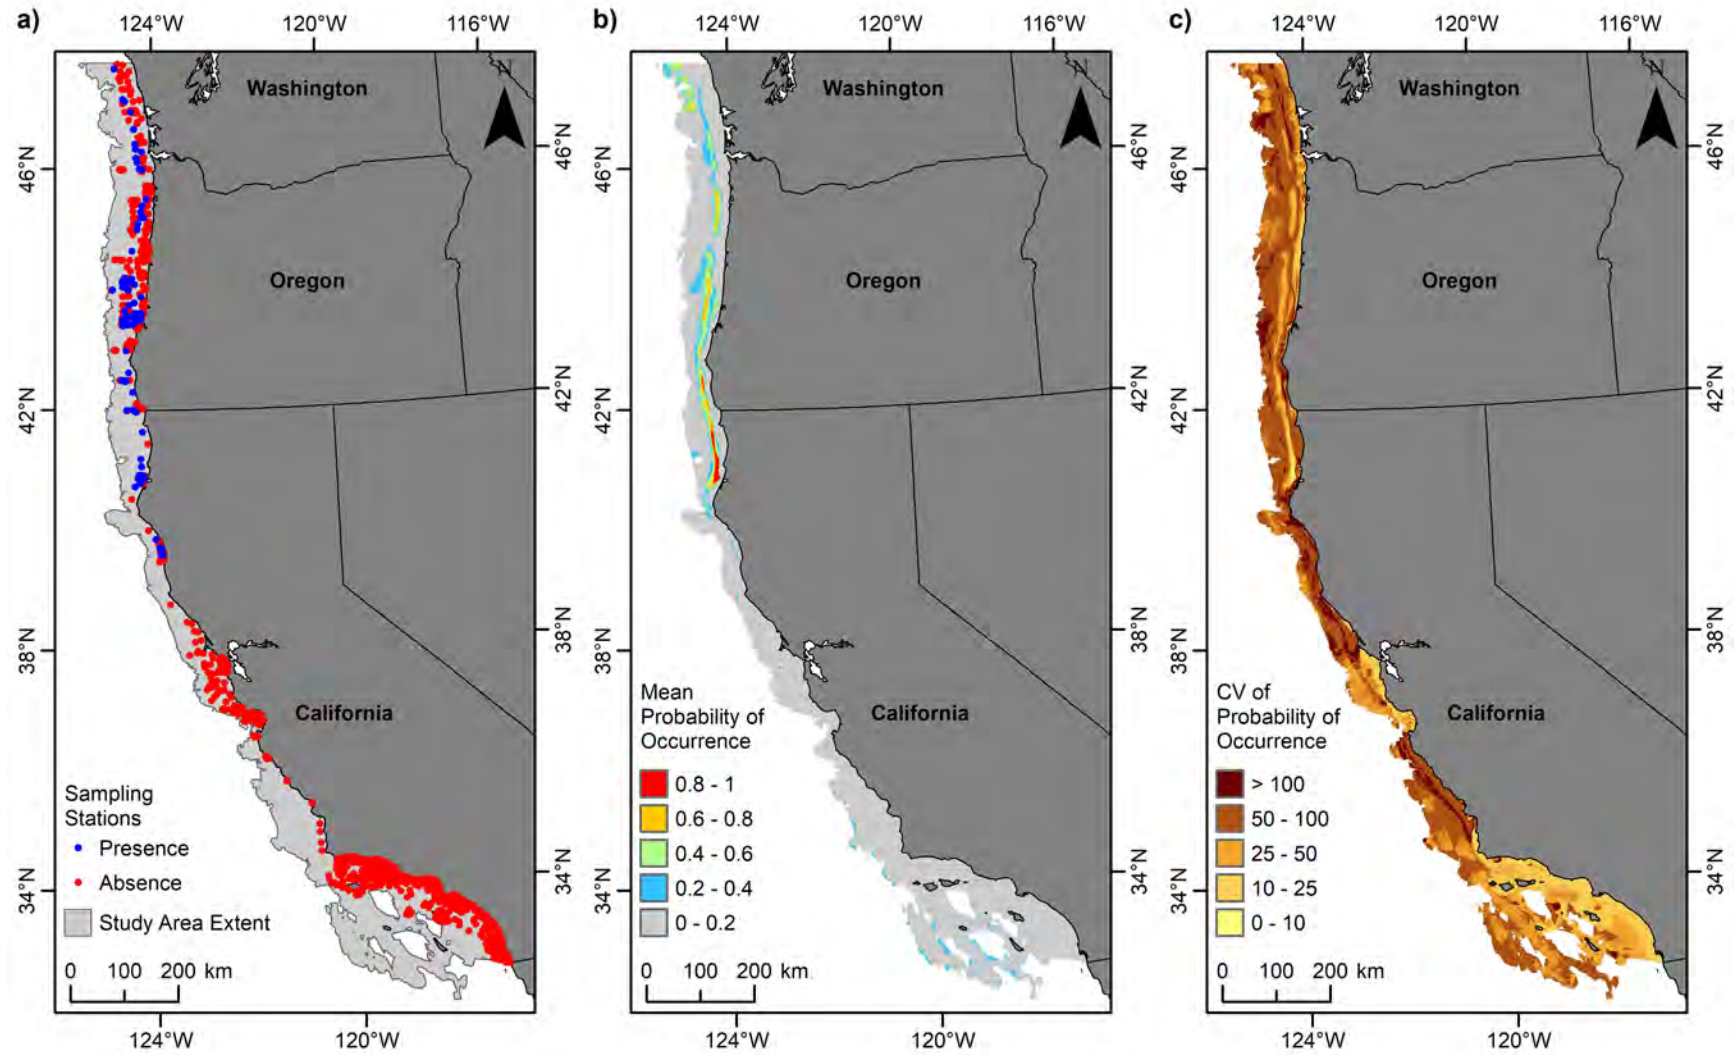 a)
124°W 120°W 116°W
Washington
N
46°N 46°N
Oregon
42°N 42°N
38°N 38°N
California
Sampling
Stations
Presence
Absence
Study Area Extent
34°N 34°N
0 100 200 km
124°W 120°W
b)
124°W 120°W 116°W
Washington
N
46°N 46°N
Oregon
42°N 42°N
38°N 38°N
Mean
Probability of
Occurrence
California
0.8 - 1
0.6 - 0.8
0.4 - 0.6
0.2 - 0.4
0 - 0.2
34°N 34°N
0 100 200 km
124°W 120°W
c)
124°W 120°W 116°W
Washington
N
46°N 46°N
Oregon
42°N 42°N
38°N 38°N
CV of
Probability of
Occurrence
California
> 100
50 - 100
25 - 50
10 - 25
0 - 10
34°N 34°N
0 100 200 km
124°W 120°W